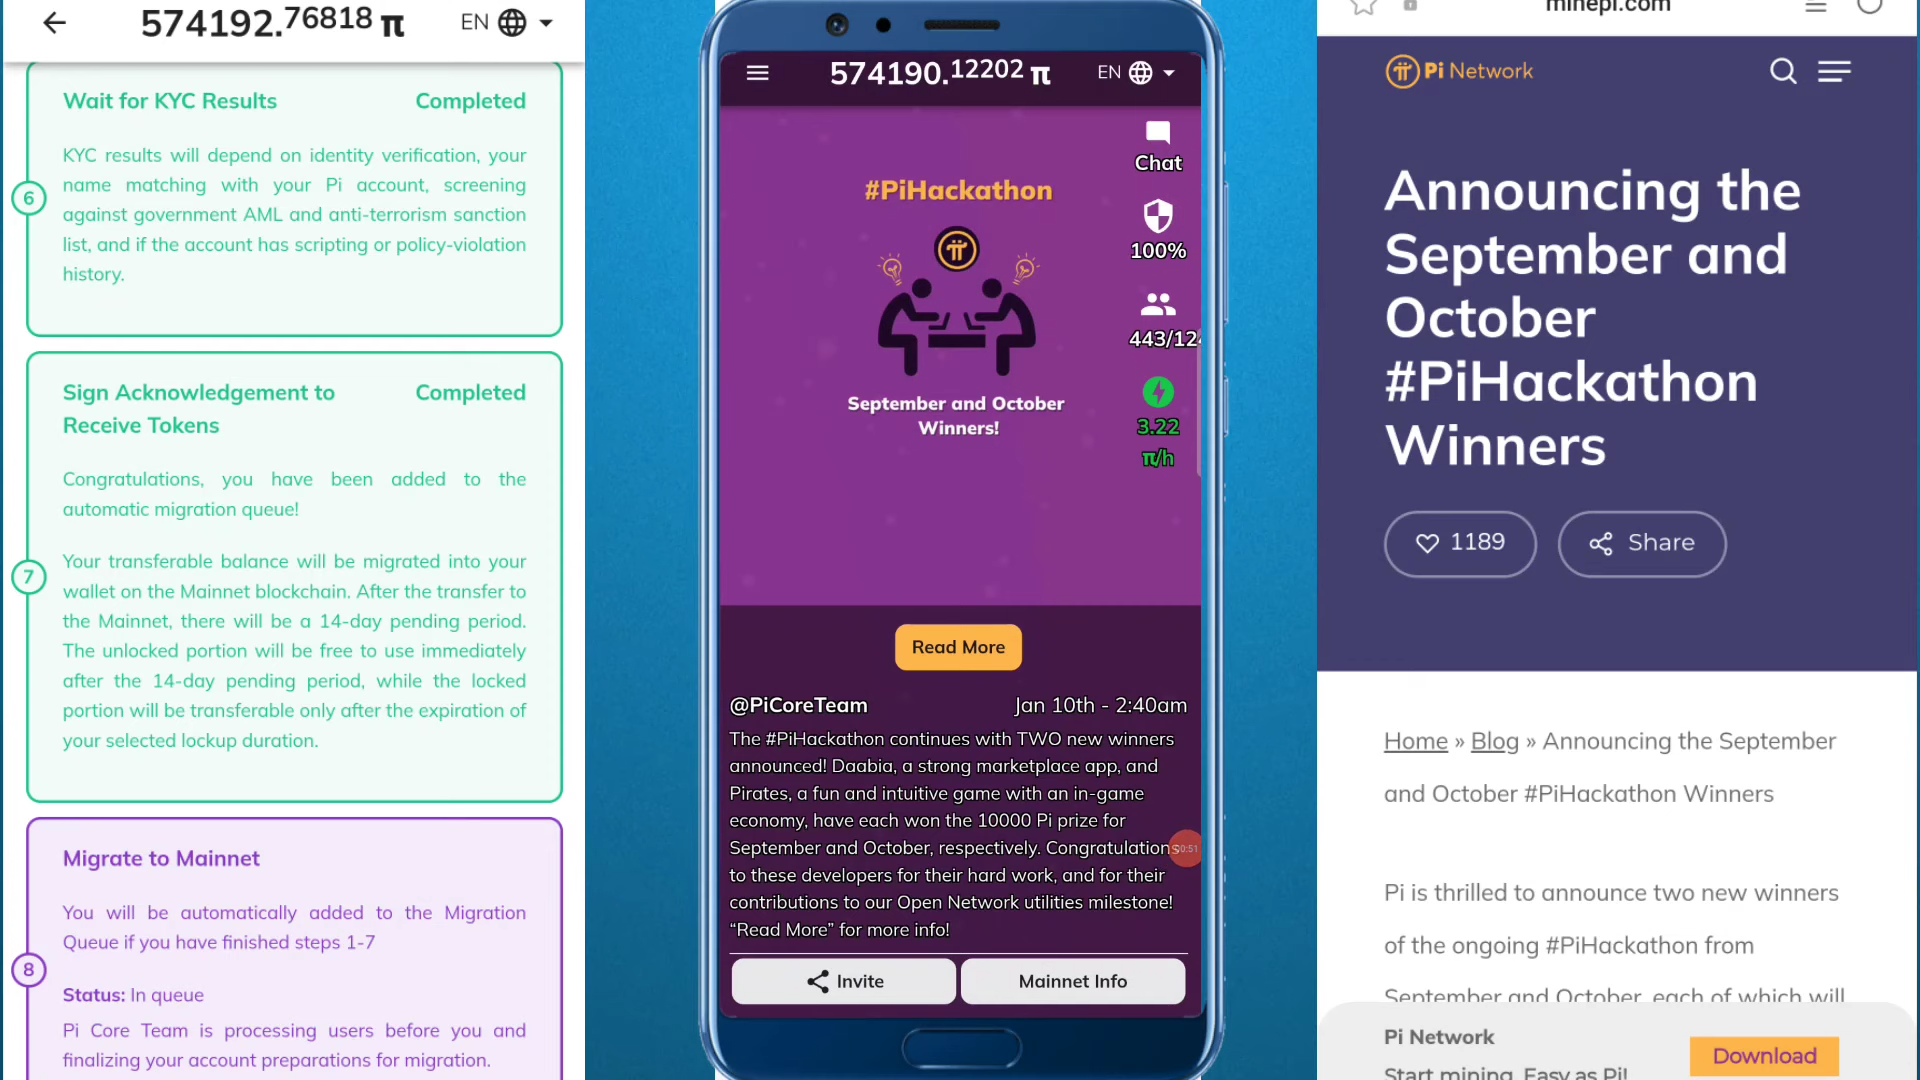 574192.76818 π
EN
Wait for KYC Results
Completed
KYC results will depend on identity verification, your
name matching with your Pi account, screening
against government AML and anti-terrorism sanction
list, and if the account has scripting or policy-violation
history.
6
Sign Acknowledgement to
Receive Tokens
Completed
Congratulations, you have been added to the
automatic migration queue!
Your transferable balance will be migrated into your
wallet on the Mainnet blockchain. After the transfer to
the Mainnet, there will be a 14-day pending period.
The unlocked portion will be free to use immediately
after the 14-day pending period, while the locked
portion will be transferable only after the expiration of
your selected lockup duration.
7
Migrate to Mainnet
You will be automatically added to the Migration
Queue if you have finished steps 1-7
8
Status: In queue
Pi Core Team is processing users before you and
finalizing your account preparations for migration.
574190.12202 π
EN
Chat
#PiHackathon
100%
443/12
3.22
π/h
September and October
Winners!
Read More
@PiCoreTeam
Jan 10th - 2:40am
The #PiHackathon continues with TWO new winners
announced! Daabia, a strong marketplace app, and
Pirates, a fun and intuitive game with an in-game
economy, have each won the 10000 Pi prize for
September and October, respectively. Congratulations
to these developers for their hard work, and for their
contributions to our Open Network utilities milestone!
“Read More” for more info!
Invite
Mainnet Info
minepi.com
Pi Network
Announcing the
September and
October
#PiHackathon
Winners
1189
Share
Home » Blog » Announcing the September
and October #PiHackathon Winners
Pi is thrilled to announce two new winners
of the ongoing #PiHackathon from
September and October, each of which will
Pi Network
Start mining. Easy as Pi!
Download